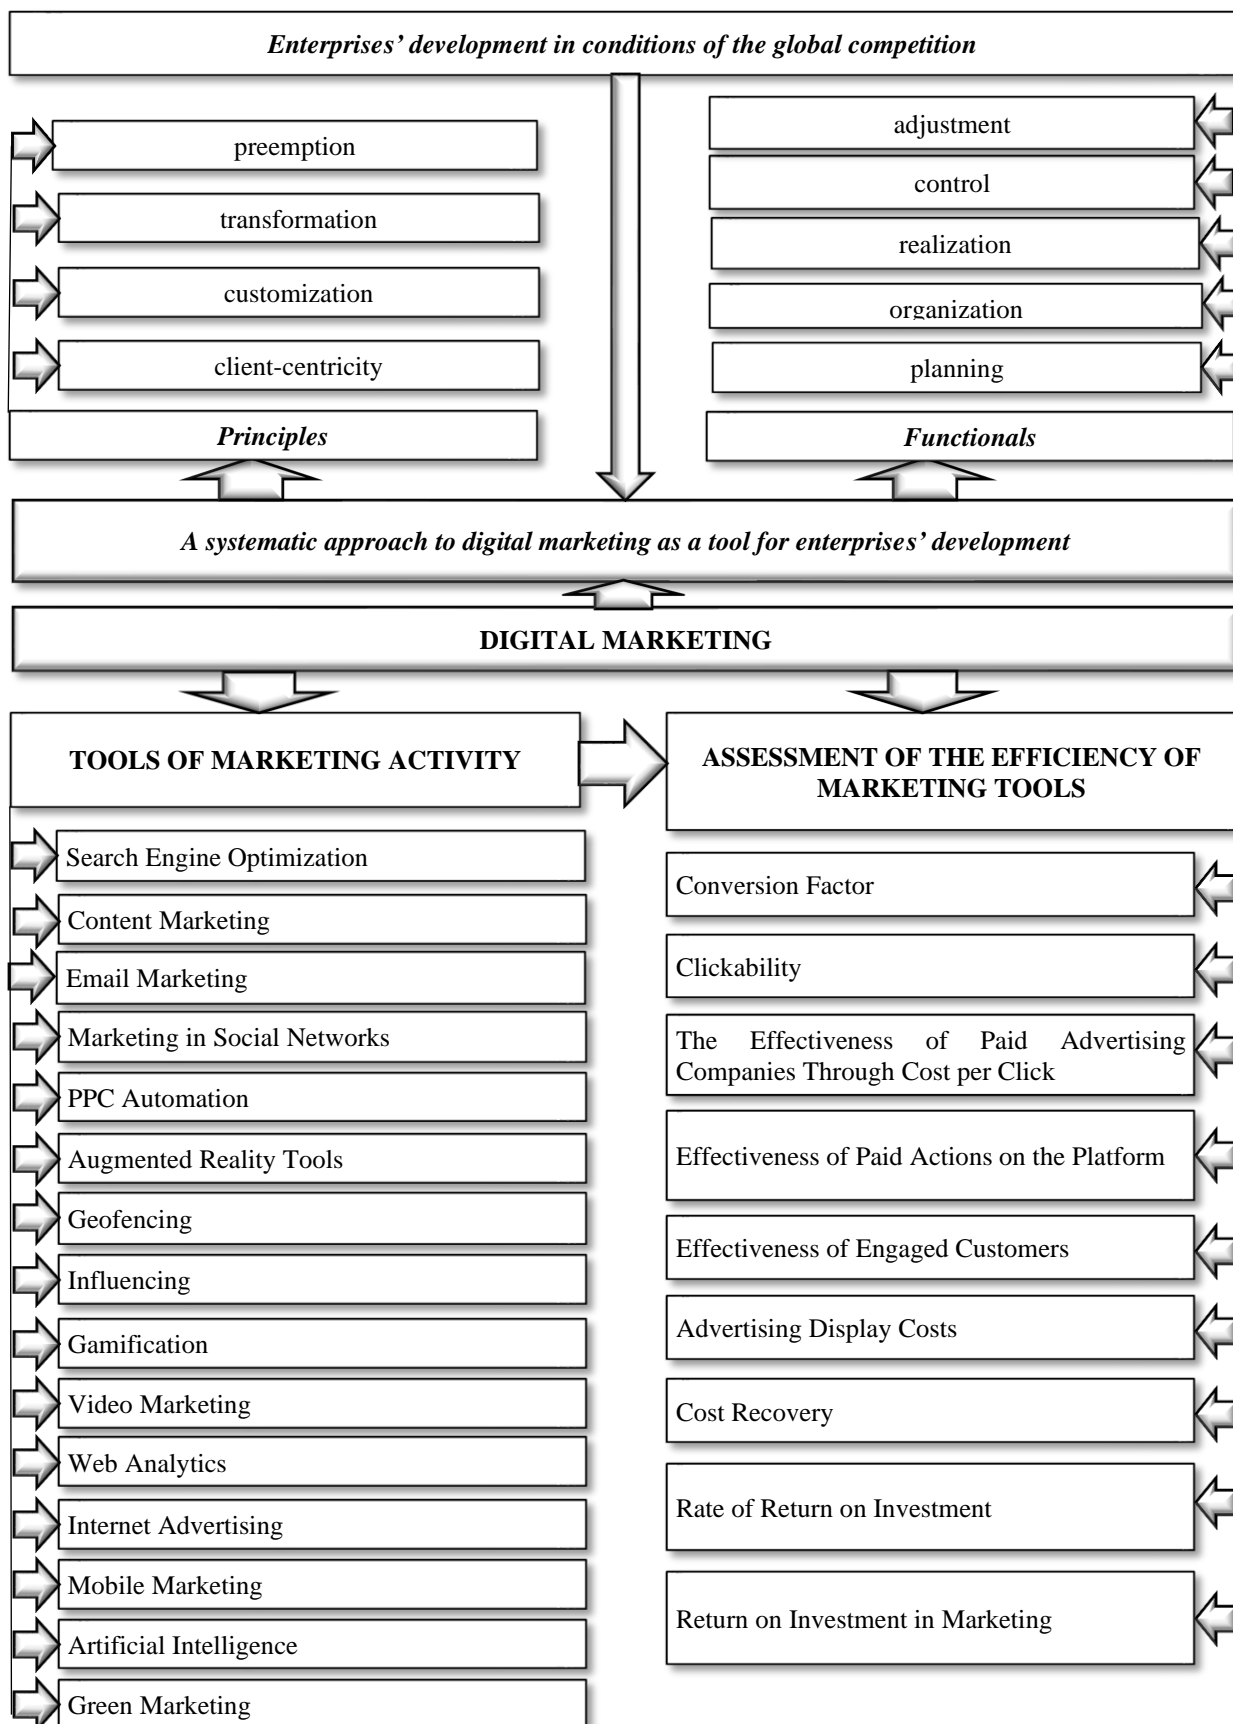 Enterprises’ development in conditions of the global competition
preemption
transformation
customization
client-centricity
Principles
adjustment
control
realization
organization
planning
Functionals
A systematic approach to digital marketing as a tool for enterprises’ development
DIGITAL MARKETING
TOOLS OF MARKETING ACTIVITY
Search Engine Optimization
Content Marketing
Email Marketing
Marketing in Social Networks
PPC Automation
Augmented Reality Tools
Geofencing
Influencing
Gamification
Video Marketing
Web Analytics
Internet Advertising
Mobile Marketing
Artificial Intelligence
Green Marketing
ASSESSMENT OF THE EFFICIENCY OF
MARKETING TOOLS
Conversion Factor
Clickability
The Effectiveness of Paid Advertising
Companies Through Cost per Click
Effectiveness of Paid Actions on the Platform
Effectiveness of Engaged Customers
Advertising Display Costs
Cost Recovery
Rate of Return on Investment
Return on Investment in Marketing